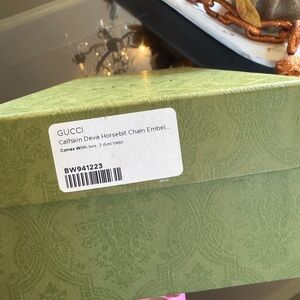 GUCCI
Calfskin Deva Horsebit Chain Embel...
Comes With: box, 2 dust bags
BW941223